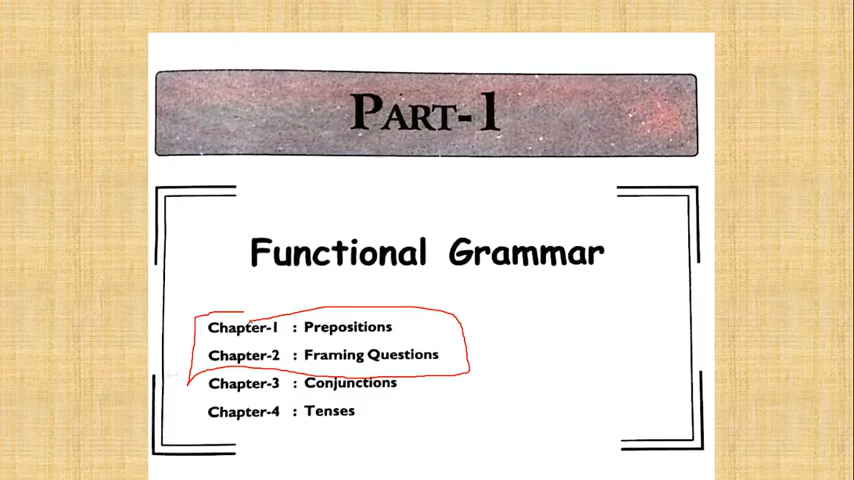 PART-1
Functional Grammar
Chapter-1 : Prepositions
Chapter-2 : Framing Questions
Chapter-3 : Conjunctions
Chapter-4 : Tenses